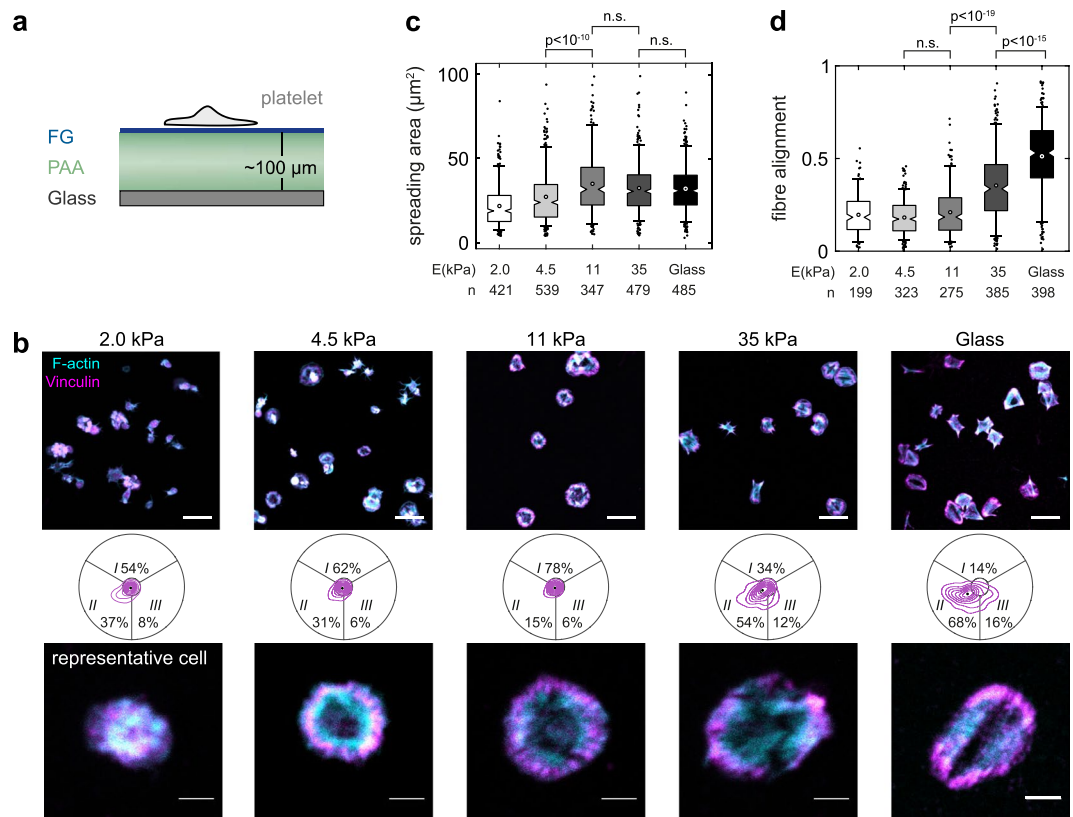 a
platelet
FG
PAA
~100 µm
Glass
c
n.s.
p<10⁻¹⁰
n.s.
spreading area (µm²)
100
50
0
E(kPa) 2.0 4.5 11 35 Glass
n 421 539 347 479 485
d
p<10⁻¹⁹
n.s.
p<10⁻¹⁵
fibre alignment
1
0.5
0
E(kPa) 2.0 4.5 11 35 Glass
n 199 323 275 385 398
b
2.0 kPa 4.5 kPa 11 kPa 35 kPa Glass
F-actin
Vinculin
I 54% I 62% I 78% I 34% I 14%
II III II III II III II III II III
37% 8% 31% 6% 15% 6% 54% 12% 68% 16%
representative cell